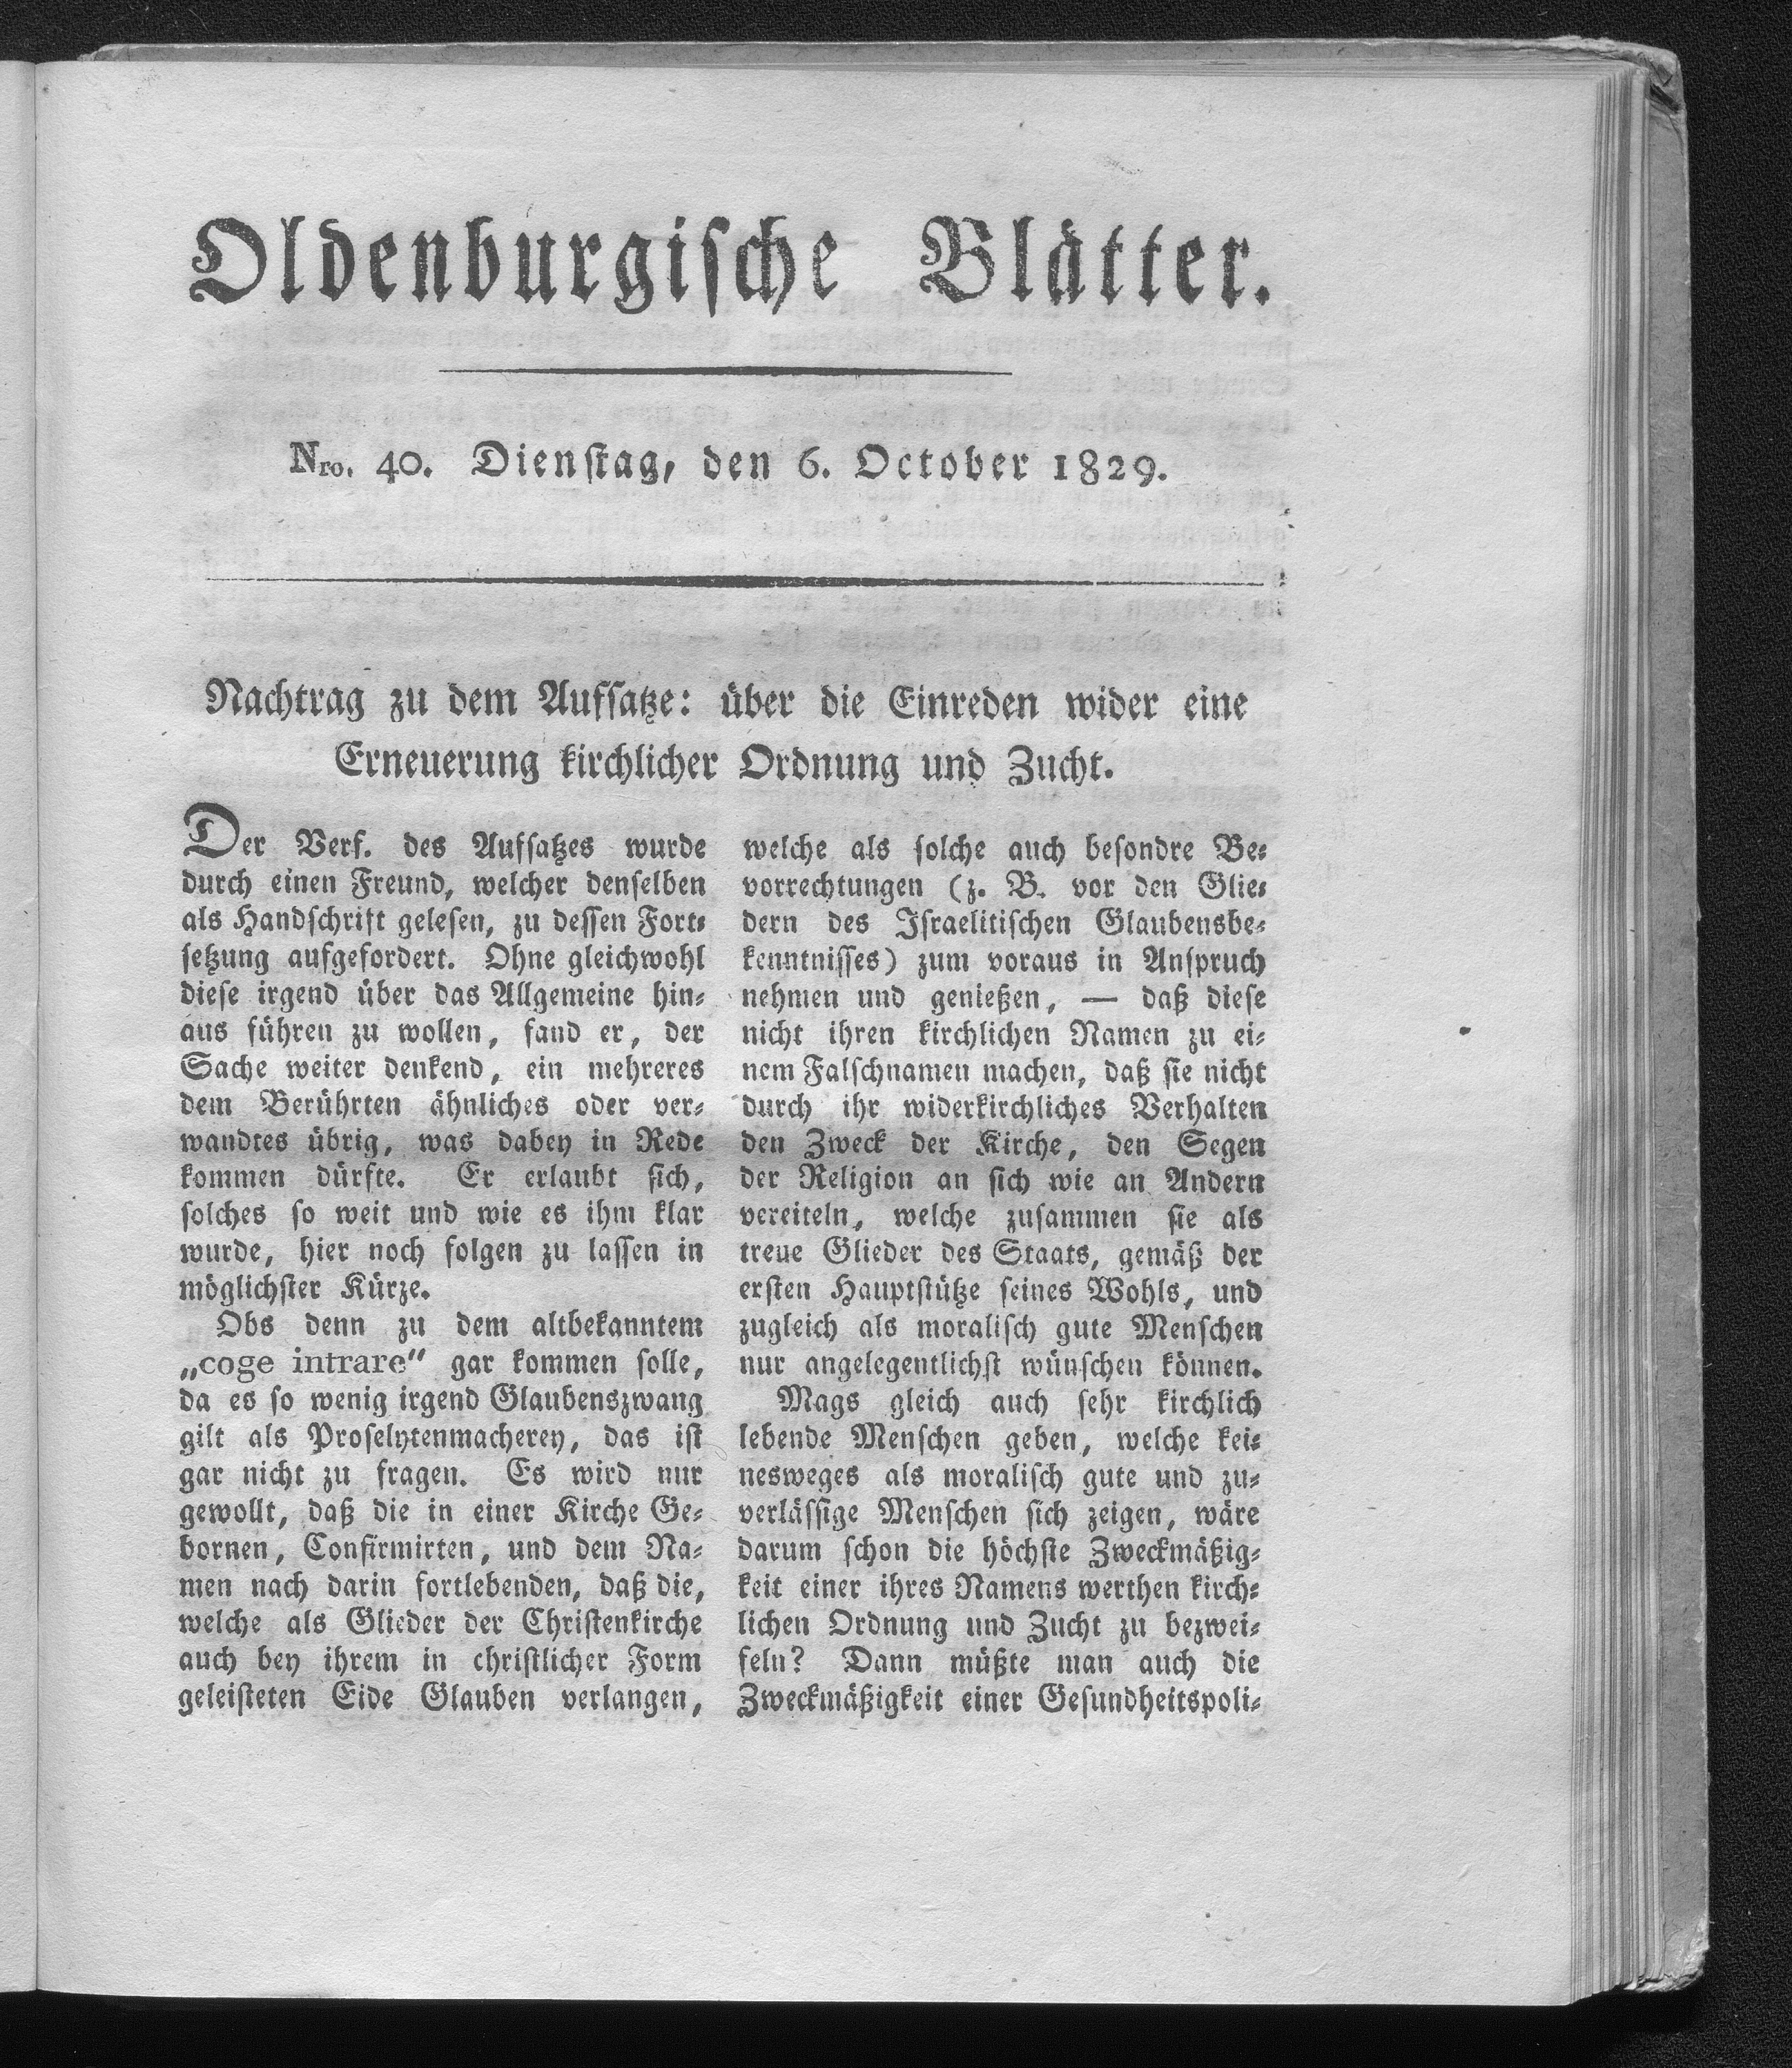 Oldenburgische Blätter.
Nro. 40. Dienstag, den 6. October 1829.
Nachtrag zu dem Aufsatze: über die Einreden wider eine
Erneuerung kirchlicher Ordnung und Zucht.
Der Verf. des Aufsatzes wurde
durch einen Freund, welcher denselben
als Handschrift gelesen, zu dessen Fort-
setzung aufgefordert. Ohne gleichwohl
diese irgend über das Allgemeine hin-
aus führen zu wollen, fand er, der
Sache weiter denkend, ein mehreres
dem Berührten ähnliches oder ver-
wandtes übrig, was dabey in Rede
kommen dürfte. Er erlaubt sich,
solches so weit und wie es ihm klar
wurde, hier noch folgen zu lassen in
möglichster Kürze.
Obs denn zu dem altbekanntem
„coge intrare“ gar kommen solle,
da es so wenig irgend Glaubenszwang
gilt als Proselytenmacherey, das ist
gar nicht zu fragen. Es wird nur
gewollt, daß die in einer Kirche Ge-
bornen, Confirmirten, und dem Na-
men nach darin fortlebenden, daß die,
welche als Glieder der Christenkirche
auch bey ihrem in christlicher Form
geleisteten Eide Glauben verlangen,
welche als solche auch besondre Be-
vorrechtungen (z. B. vor den Glie-
dern des Israelitischen Glaubensbe-
kenntnisses) zum voraus in Anspruch
nehmen und genießen, — daß diese
nicht ihren kirchlichen Namen zu ei-
nem Falschnamen machen, daß sie nicht
durch ihr widerkirchliches Verhalten
den Zweck der Kirche, den Segen
der Religion an sich wie an Andern
vereiteln, welche zusammen sie als
treue Glieder des Staats, gemäß der
ersten Hauptstütze seines Wohls, und
zugleich als moralisch gute Menschen
nur angelegentlichst wünschen können.
Mags gleich auch sehr kirchlich
lebende Menschen geben, welche kei-
nesweges als moralisch gute und zu-
verlässige Menschen sich zeigen, wäre
darum schon die höchste Zweckmäßig-
keit einer ihres Namens werthen kirch-
lichen Ordnung und Zucht zu bezwei-
feln? Dann müßte man auch die
Zweckmäßigkeit einer Gesundheitspoli-